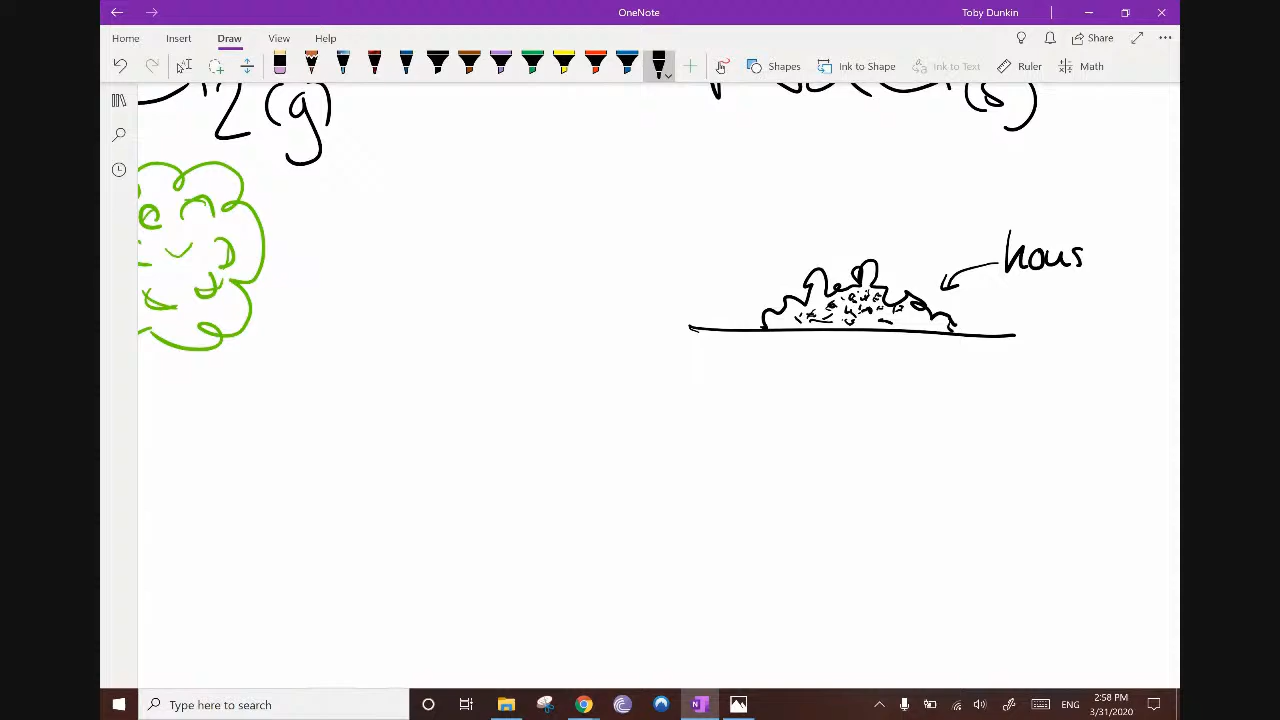 OneNote
Toby Dunkin
Home Insert Draw View Help
Share
Shapes Ink to Shape Ink to Text Ruler Math
2 (g)
(s)
hous
Type here to search
ENG
2:58 PM
3/31/2020